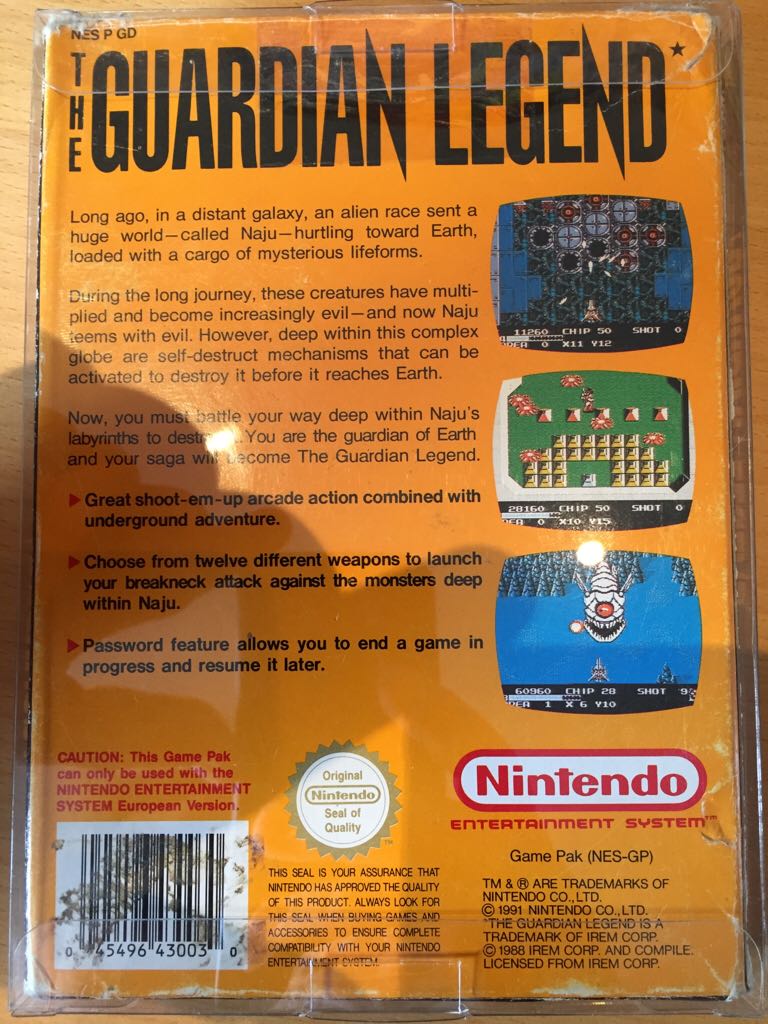 NES P GD
THE GUARDIAN LEGEND*
Long ago, in a distant galaxy, an alien race sent a
huge world—called Naju—hurtling toward Earth,
loaded with a cargo of mysterious lifeforms.
During the long journey, these creatures have multi-
plied and become increasingly evil—and now Naju
teems with evil. However, deep within this complex
globe are self-destruct mechanisms that can be
activated to destroy it before it reaches Earth.
Now, you must battle your way deep within Naju's
labyrinths to You are the guardian of Earth
and your saga will become The Guardian Legend.
Great shoot-em-up arcade action combined with
underground adventure.
Choose from twelve different weapons to launch
your breakneck attack against the monsters deep
within Naju.
Password feature allows you to end a game in
progress and resume it later.
11260 CHIP 50 SHOT 0
AREA 0 X11 Y12
28160 CHIP 50 SHOT 0
AREA 0 X10 Y15
60960 CHIP 28 SHOT
AREA 1 X 6 Y10
CAUTION: This Game Pak
can only be used with the
NINTENDO ENTERTAINMENT
SYSTEM European Version.
0 45496 43003 0
Original
Nintendo
Seal of
Quality
TM
THIS SEAL IS YOUR ASSURANCE THAT
NINTENDO HAS APPROVED THE QUALITY
OF THIS PRODUCT. ALWAYS LOOK FOR
THIS SEAL WHEN BUYING GAMES AND
ACCESSORIES TO ENSURE COMPLETE
COMPATIBILITY WITH YOUR NINTENDO
ENTERTAINMENT SYSTEM.
Nintendo
ENTERTAINMENT SYSTEM™
Game Pak (NES-GP)
TM & ® ARE TRADEMARKS OF
NINTENDO CO., LTD.
© 1991 NINTENDO CO., LTD.
*THE GUARDIAN LEGEND IS A
TRADEMARK OF IREM CORP.
© 1988 IREM CORP. AND COMPILE.
LICENSED FROM IREM CORP.